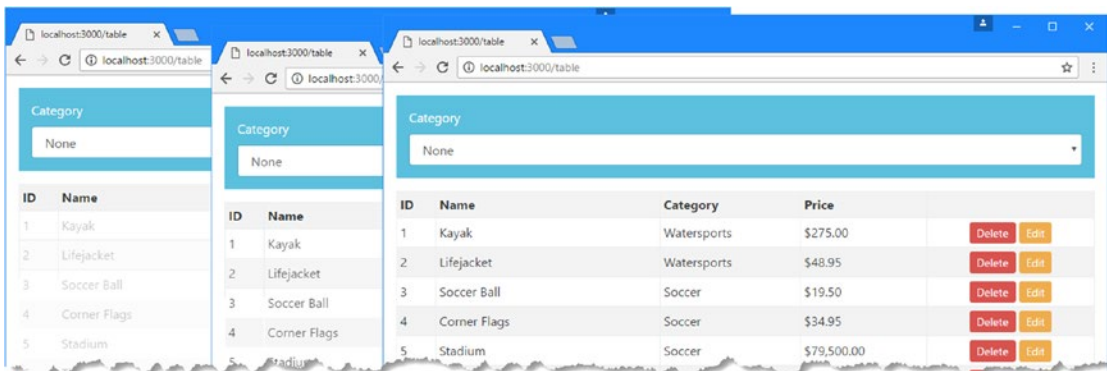 localhost:3000/table
localhost:3000/table
Category
None
ID Name
1 Kayak
2 Lifejacket
3 Soccer Ball
4 Corner Flags
5 Stadium
localhost:3000/table
localhost:3000/
Category
None
ID Name
1 Kayak
2 Lifejacket
3 Soccer Ball
4 Corner Flags
5 Stadium
localhost:3000/table
localhost:3000/table
Category
None
ID Name Category Price
1 Kayak Watersports $275.00 Delete Edit
2 Lifejacket Watersports $48.95 Delete Edit
3 Soccer Ball Soccer $19.50 Delete Edit
4 Corner Flags Soccer $34.95 Delete Edit
5 Stadium Soccer $79,500.00 Delete Edit